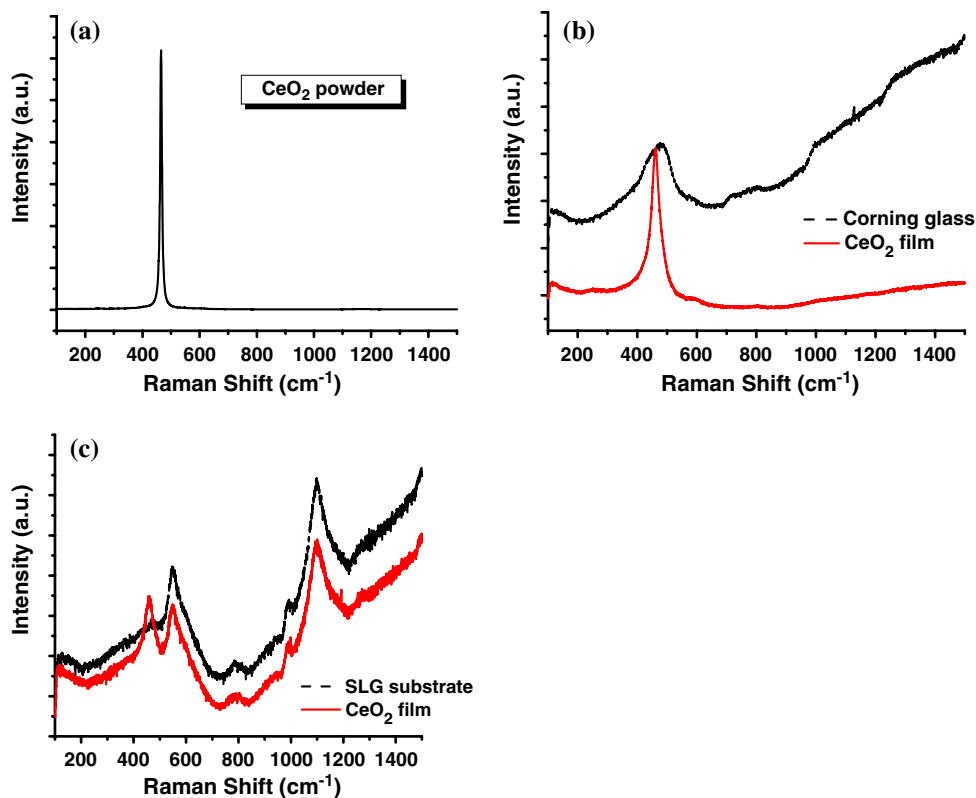 (a)
CeO₂ powder
Intensity (a.u.)
200 400 600 800 1000 1200 1400
Raman Shift (cm⁻¹)
(b)
Intensity (a.u.)
Corning glass
CeO₂ film
200 400 600 800 1000 1200 1400
Raman Shift (cm⁻¹)
(c)
Intensity (a.u.)
SLG substrate
CeO₂ film
200 400 600 800 1000 1200 1400
Raman Shift (cm⁻¹)